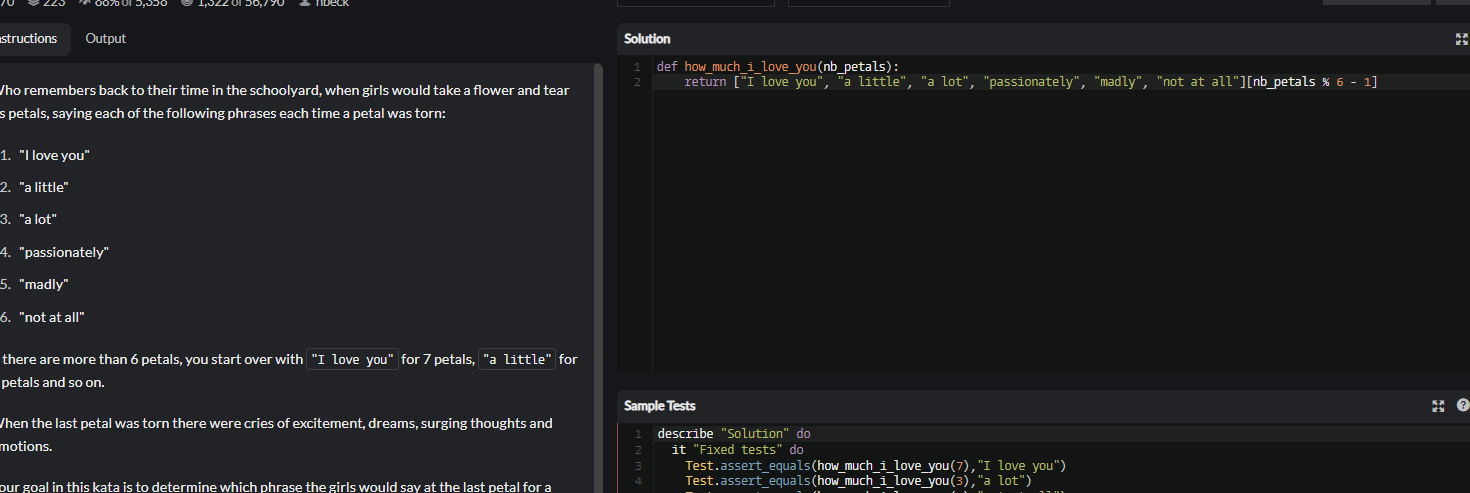 70 223 88% of 5,358 1,322 of 56,790 nbeck
nstructions Output
Who remembers back to their time in the schoolyard, when girls would take a flower and tear
s petals, saying each of the following phrases each time a petal was torn:
1. "I love you"
2. "a little"
3. "a lot"
4. "passionately"
5. "madly"
6. "not at all"
there are more than 6 petals, you start over with "I love you" for 7 petals, "a little" for
petals and so on.
When the last petal was torn there were cries of excitement, dreams, surging thoughts and
motions.
our goal in this kata is to determine which phrase the girls would say at the last petal for a
Solution
1 def how_much_i_love_you(nb_petals):
2 return ["I love you", "a little", "a lot", "passionately", "madly", "not at all"][nb_petals % 6 - 1]
Sample Tests ?
1 describe "Solution" do
2 it "Fixed tests" do
3 Test.assert_equals(how_much_i_love_you(7),"I love you")
4 Test.assert_equals(how_much_i_love_you(3),"a lot")